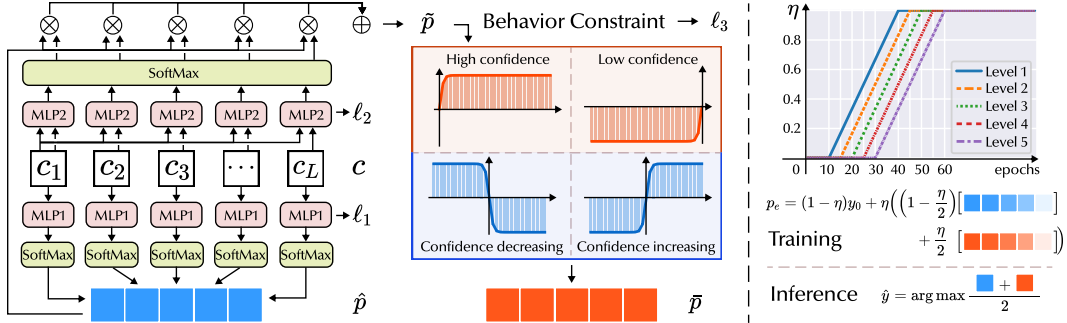 ⊗ ⊗ ⊗ ⊗ ⊗ ⊕
SoftMax
MLP2 MLP2 MLP2 MLP2 MLP2 ℓ₂
c₁ c₂ c₃ ⋯ c_L c
MLP1 MLP1 MLP1 MLP1 MLP1 ℓ₁
SoftMax SoftMax SoftMax SoftMax SoftMax
p̂
p̃ Behavior Constraint ℓ₃
High confidence Low confidence
Confidence decreasing Confidence increasing
p̄
η
0.8
0.6
0.4
0.2
0 0 10 20 30 40 50 60
epochs
Level 1
Level 2
Level 3
Level 4
Level 5
p_e = (1 − η)y₀ + η((1 − η/2)[ ]
Training + η/2 [ ])
Inference ŷ = arg max ( + )/2